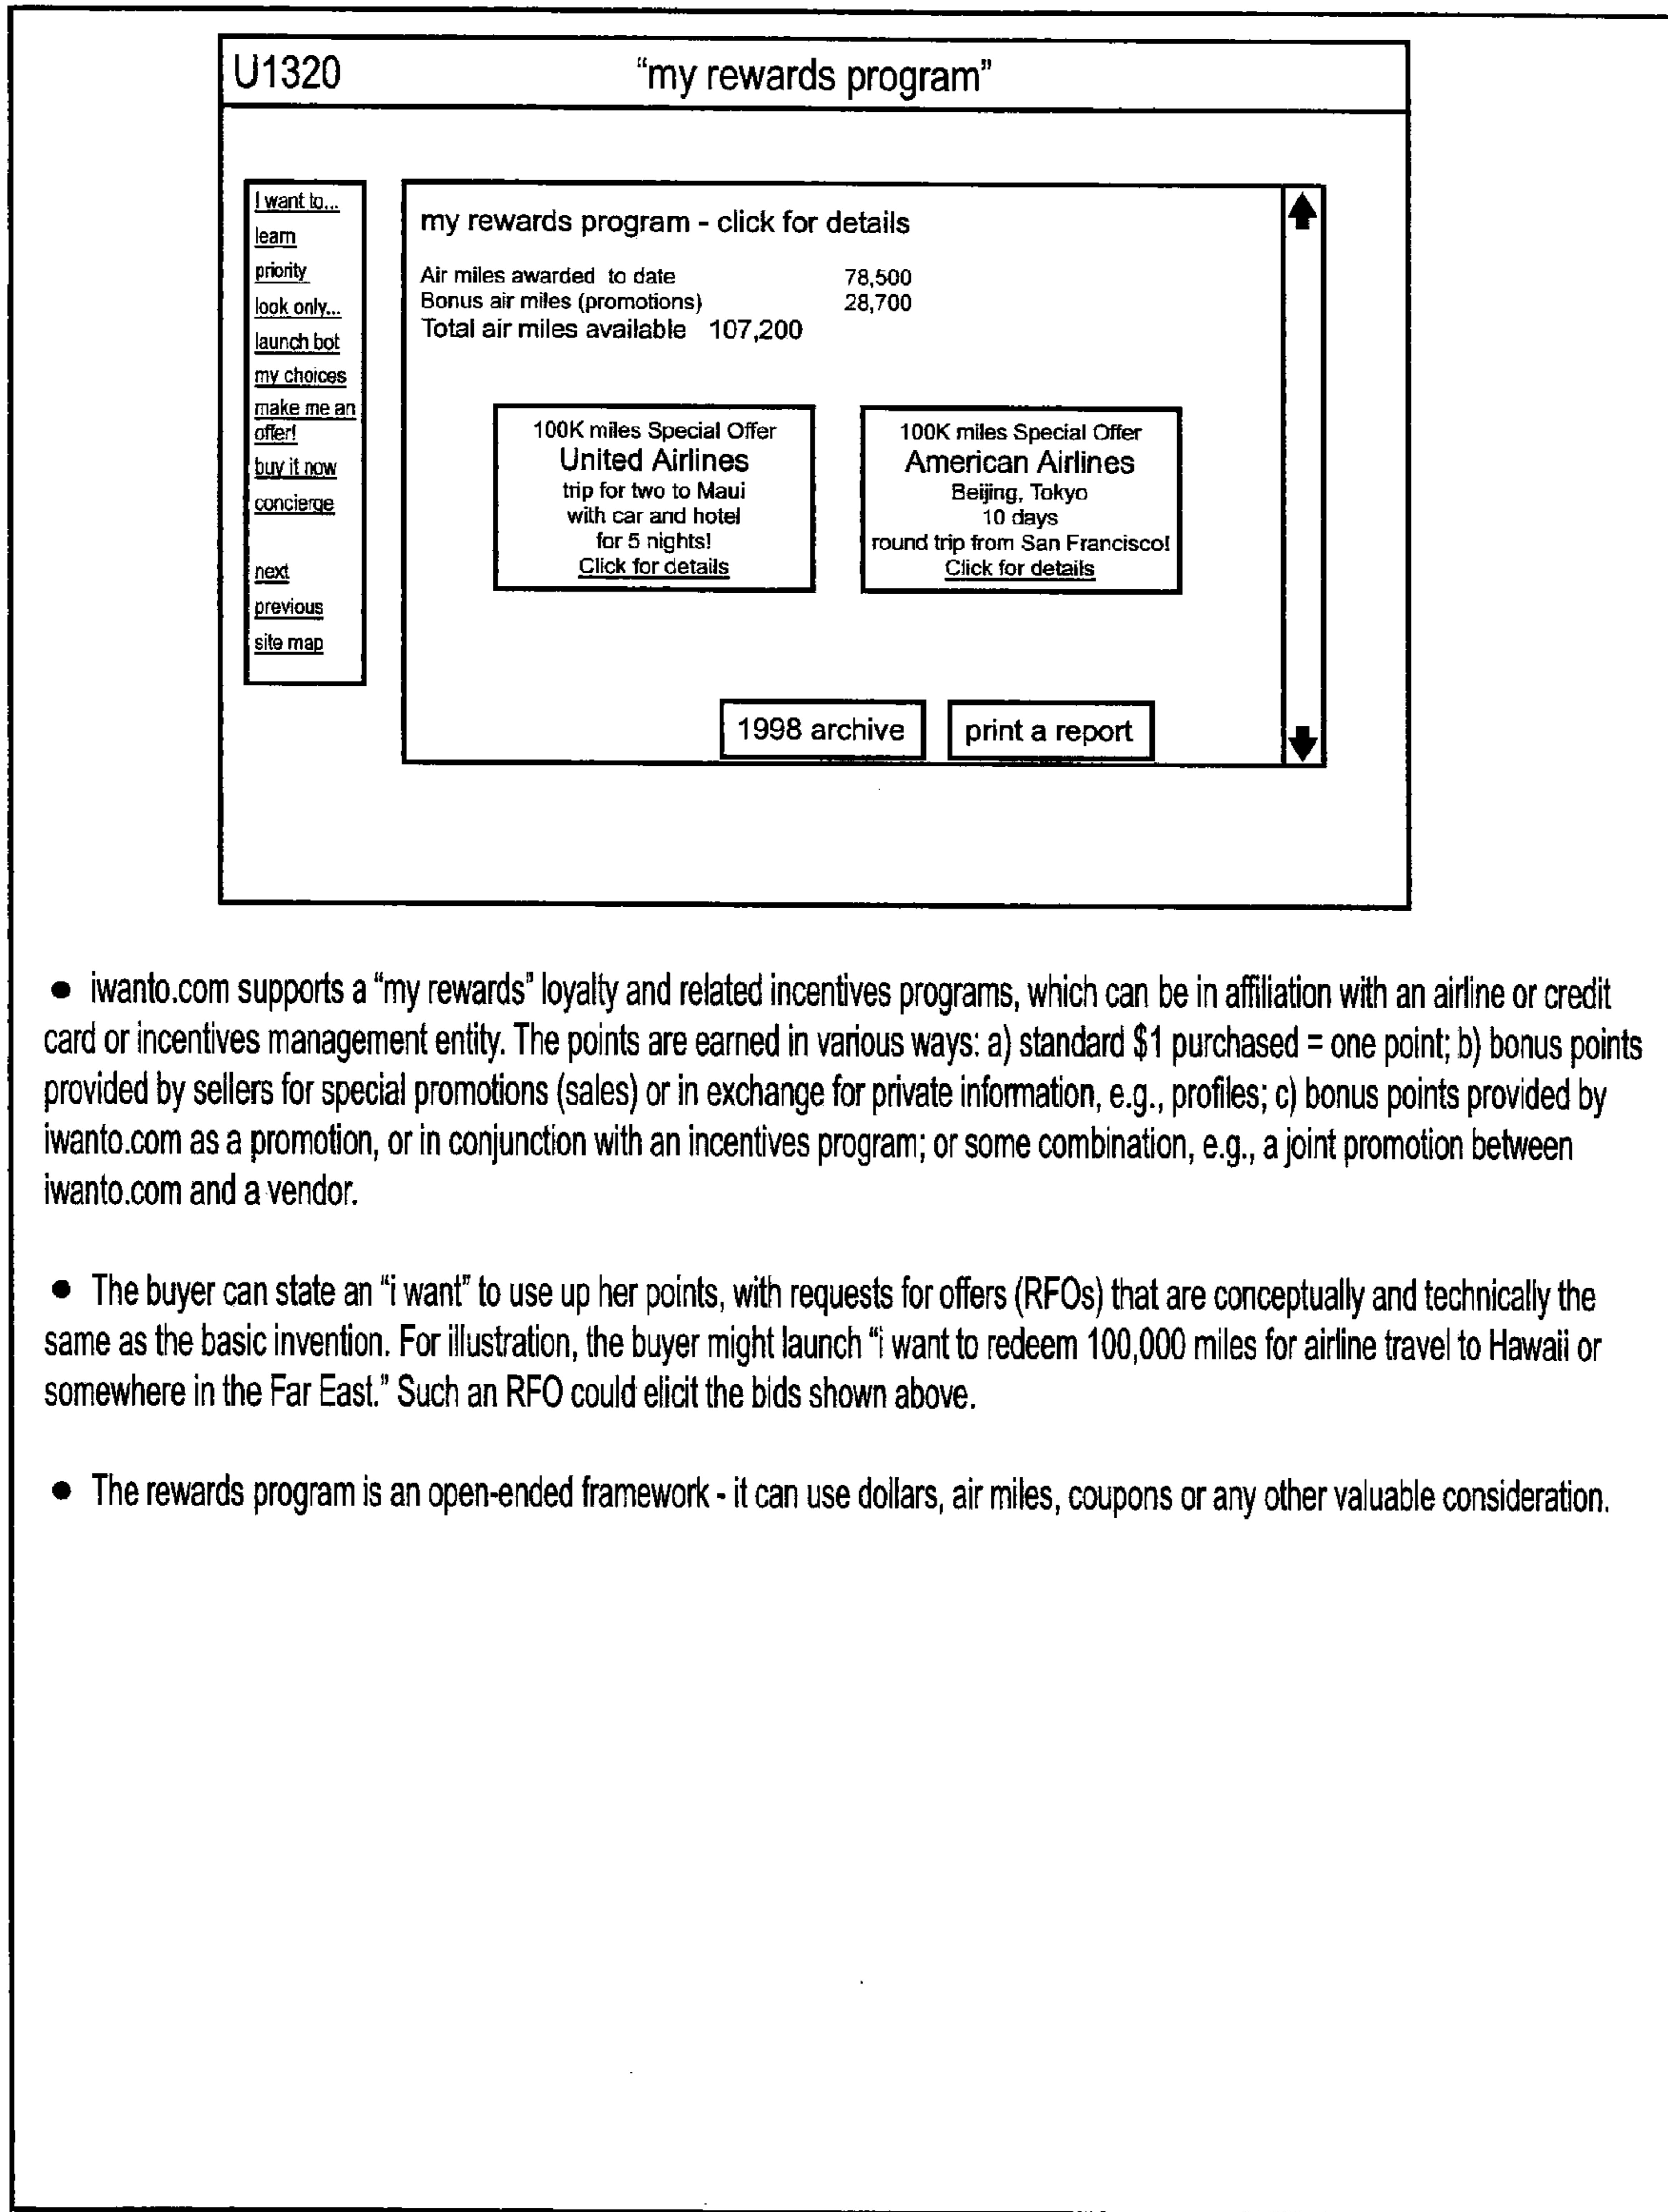 U1320 "my rewards program"
I want to...
learn
priority
look only...
launch bot
my choices
make me an
offer!
buy it now
concierge
next
previous
site map
my rewards program - click for details
Air miles awarded to date 78,500
Bonus air miles (promotions) 28,700
Total air miles available 107,200
100K miles Special Offer
United Airlines
trip for two to Maui
with car and hotel
for 5 nights!
Click for details
100K miles Special Offer
American Airlines
Beijing, Tokyo
10 days
round trip from San Francisco!
Click for details
1998 archive
print a report
● iwanto.com supports a "my rewards" loyalty and related incentives programs, which can be in affiliation with an airline or credit
card or incentives management entity. The points are earned in various ways: a) standard $1 purchased = one point; b) bonus points
provided by sellers for special promotions (sales) or in exchange for private information, e.g., profiles; c) bonus points provided by
iwanto.com as a promotion, or in conjunction with an incentives program; or some combination, e.g., a joint promotion between
iwanto.com and a vendor.
● The buyer can state an "i want" to use up her points, with requests for offers (RFOs) that are conceptually and technically the
same as the basic invention. For illustration, the buyer might launch "i want to redeem 100,000 miles for airline travel to Hawaii or
somewhere in the Far East." Such an RFO could elicit the bids shown above.
● The rewards program is an open-ended framework - it can use dollars, air miles, coupons or any other valuable consideration.